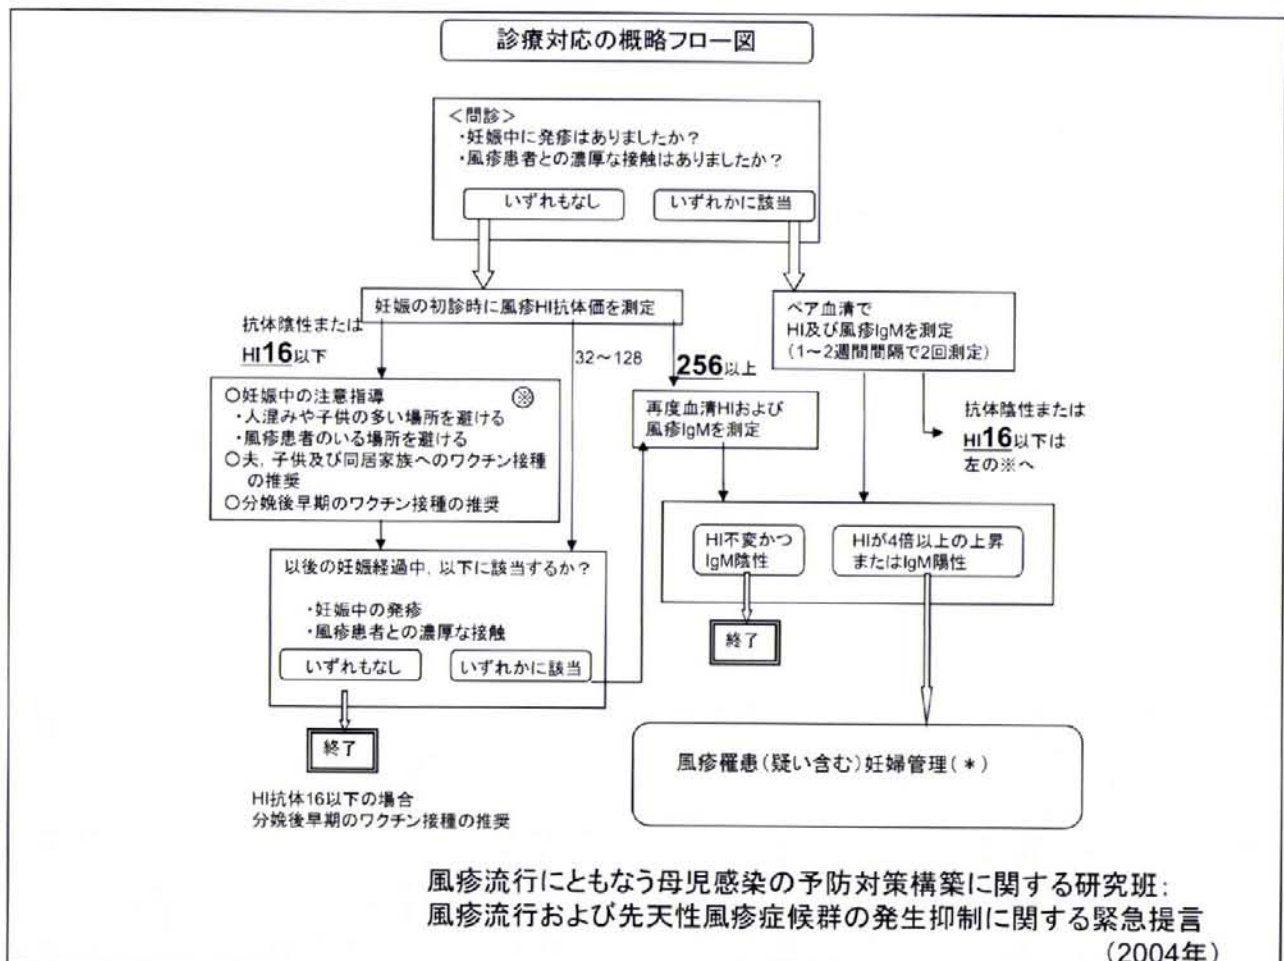 診療対応の概略フロー図
＜問診＞
・妊娠中に発疹はありましたか？
・風疹患者との濃厚な接触はありましたか？
いずれもなし
いずれかに該当
妊娠の初診時に風疹HI抗体価を測定
ペア血清で
HI及び風疹IgMを測定
（1～2週間間隔で2回測定）
抗体陰性または
HI16以下
32～128
256以上
○妊娠中の注意指導 ※
・人混みや子供の多い場所を避ける
・風疹患者のいる場所を避ける
○夫，子供及び同居家族へのワクチン接種
の推奨
○分娩後早期のワクチン接種の推奨
再度血清HIおよび
風疹IgMを測定
抗体陰性または
HI16以下は
左の※へ
HI不変かつ
IgM陰性
HIが4倍以上の上昇
またはIgM陽性
以後の妊娠経過中，以下に該当するか？
・妊娠中の発疹
・風疹患者との濃厚な接触
いずれもなし
いずれかに該当
終了
終了
HI抗体16以下の場合
分娩後早期のワクチン接種の推奨
風疹罹患（疑い含む）妊婦管理（＊）
風疹流行にともなう母児感染の予防対策構築に関する研究班：
風疹流行および先天性風疹症候群の発生抑制に関する緊急提言
（2004年）